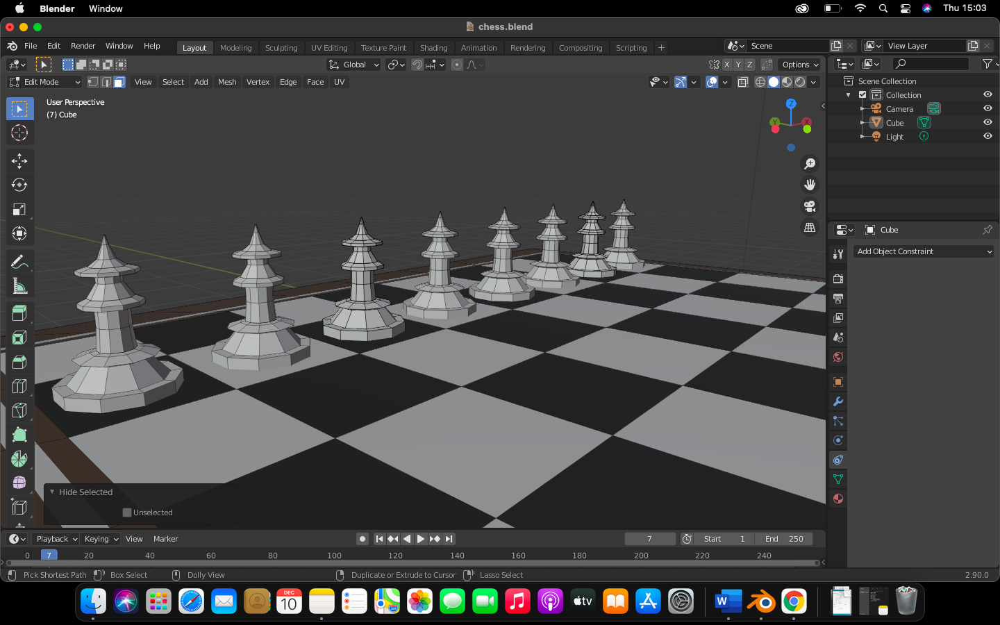 Blender Window Thu 15:03
chess.blend
File Edit Render Window Help Layout Modeling Sculpting UV Editing Texture Paint Shading Animation Rendering Compositing Scripting + Scene View Layer
Global X Y Z Options
Edit Mode View Select Add Mesh Vertex Edge Face UV
User Perspective
(7) Cube
Z
Y X
Scene Collection
Collection
Camera
Cube
Light
Cube
Add Object Constraint
Hide Selected
Unselected
Playback Keying View Marker 7 Start 1 End 250
0 7 20 40 60 80 100 120 140 160 180 200 220 240
Pick Shortest Path Box Select Dolly View Duplicate or Extrude to Cursor Lasso Select 2.90.0
DEC
10
tv
W